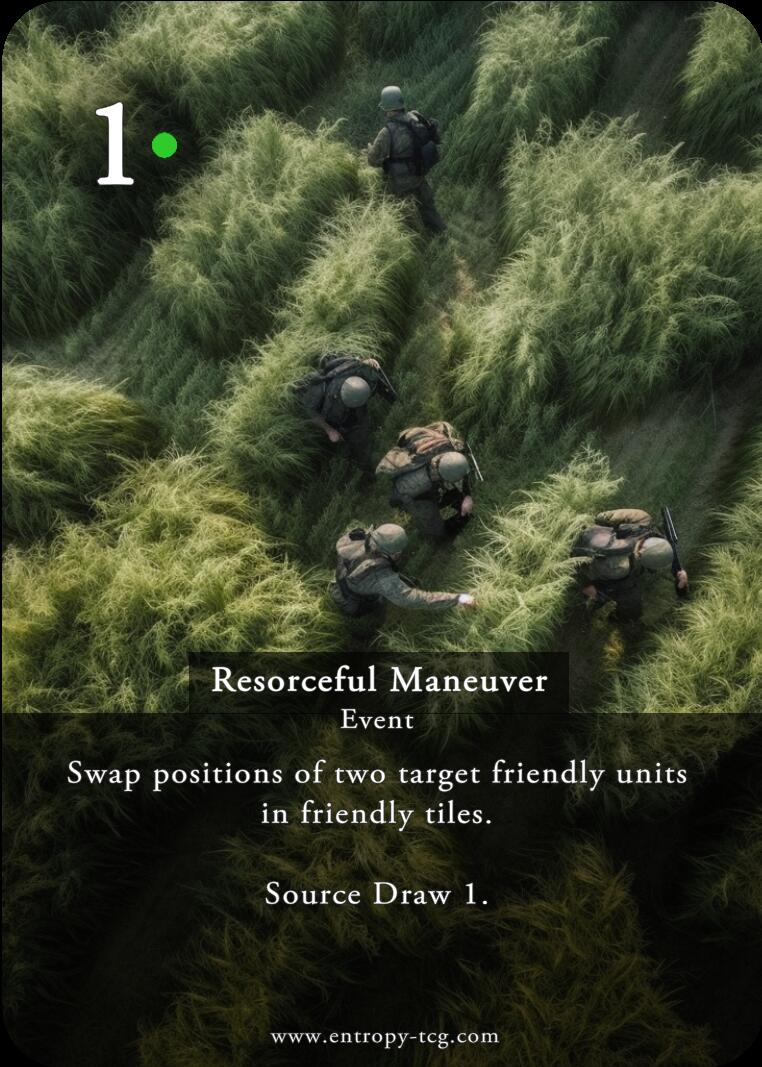 1
Resorceful Maneuver
Event
Swap positions of two target friendly units
in friendly tiles.
Source Draw 1.
www.entropy-tcg.com